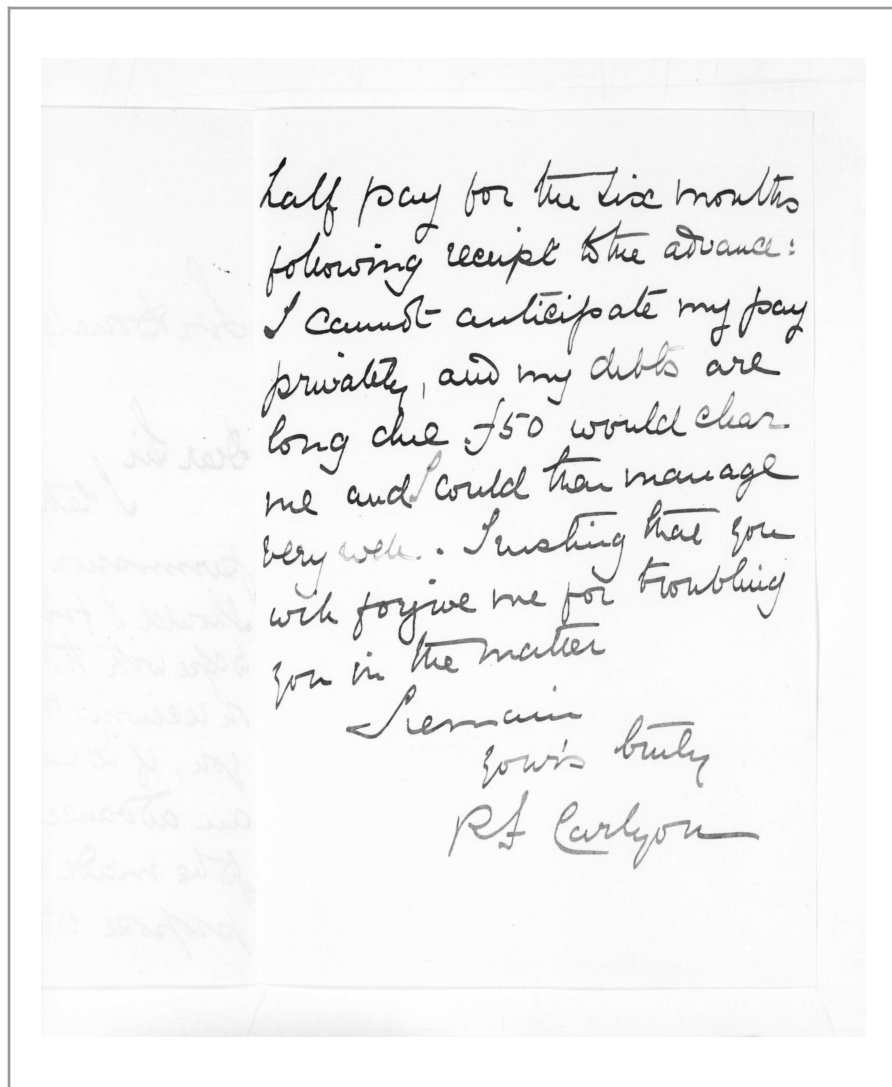 half pay for the six months
following receipt of the advance:
I cannot anticipate my pay
privately, and my debts are
long due. £50 would clear
me and I could then manage
very well. . Trusting that you
will forgive me for troubling
you in the matter
I remain
yours truly
R F Carlyon